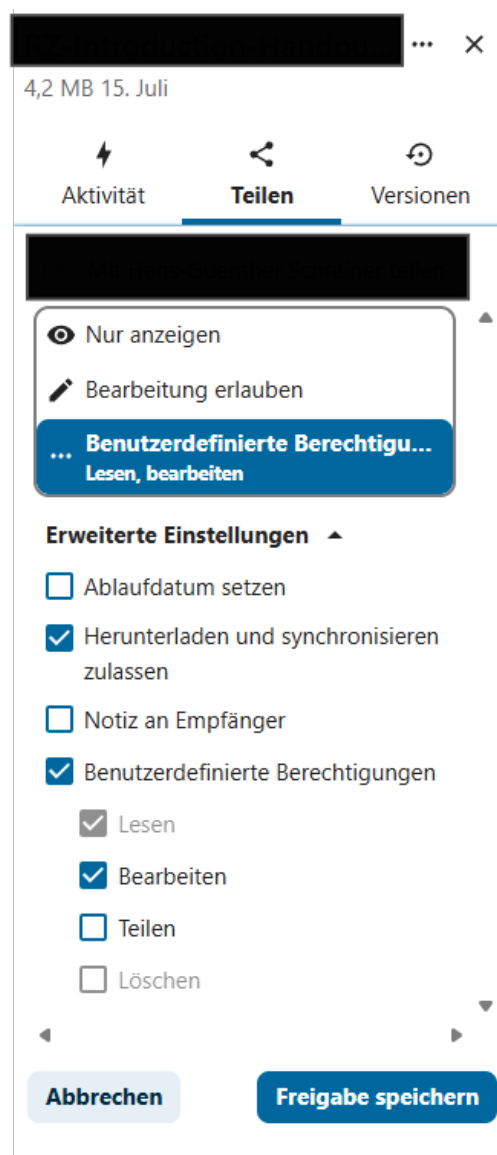 4,2 MB 15. Juli
Aktivität
Teilen
Versionen
Nur anzeigen
Bearbeitung erlauben
Benutzerdefinierte Berechtigu...
Lesen, bearbeiten
Erweiterte Einstellungen
Ablaufdatum setzen
Herunterladen und synchronisieren
zulassen
Notiz an Empfänger
Benutzerdefinierte Berechtigungen
Lesen
Bearbeiten
Teilen
Löschen
Abbrechen
Freigabe speichern